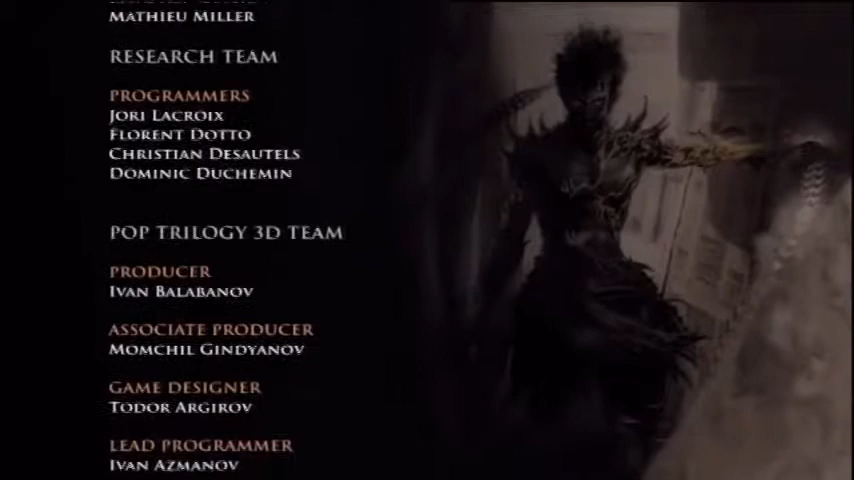 Mathieu Miller
RESEARCH TEAM
PROGRAMMERS
Jori Lacroix
Florent Dotto
Christian Desautels
Dominic Duchemin
POP TRILOGY 3D TEAM
PRODUCER
Ivan Balabanov
ASSOCIATE PRODUCER
Momchil Gindyanov
GAME DESIGNER
Todor Argirov
LEAD PROGRAMMER
Ivan Azmanov